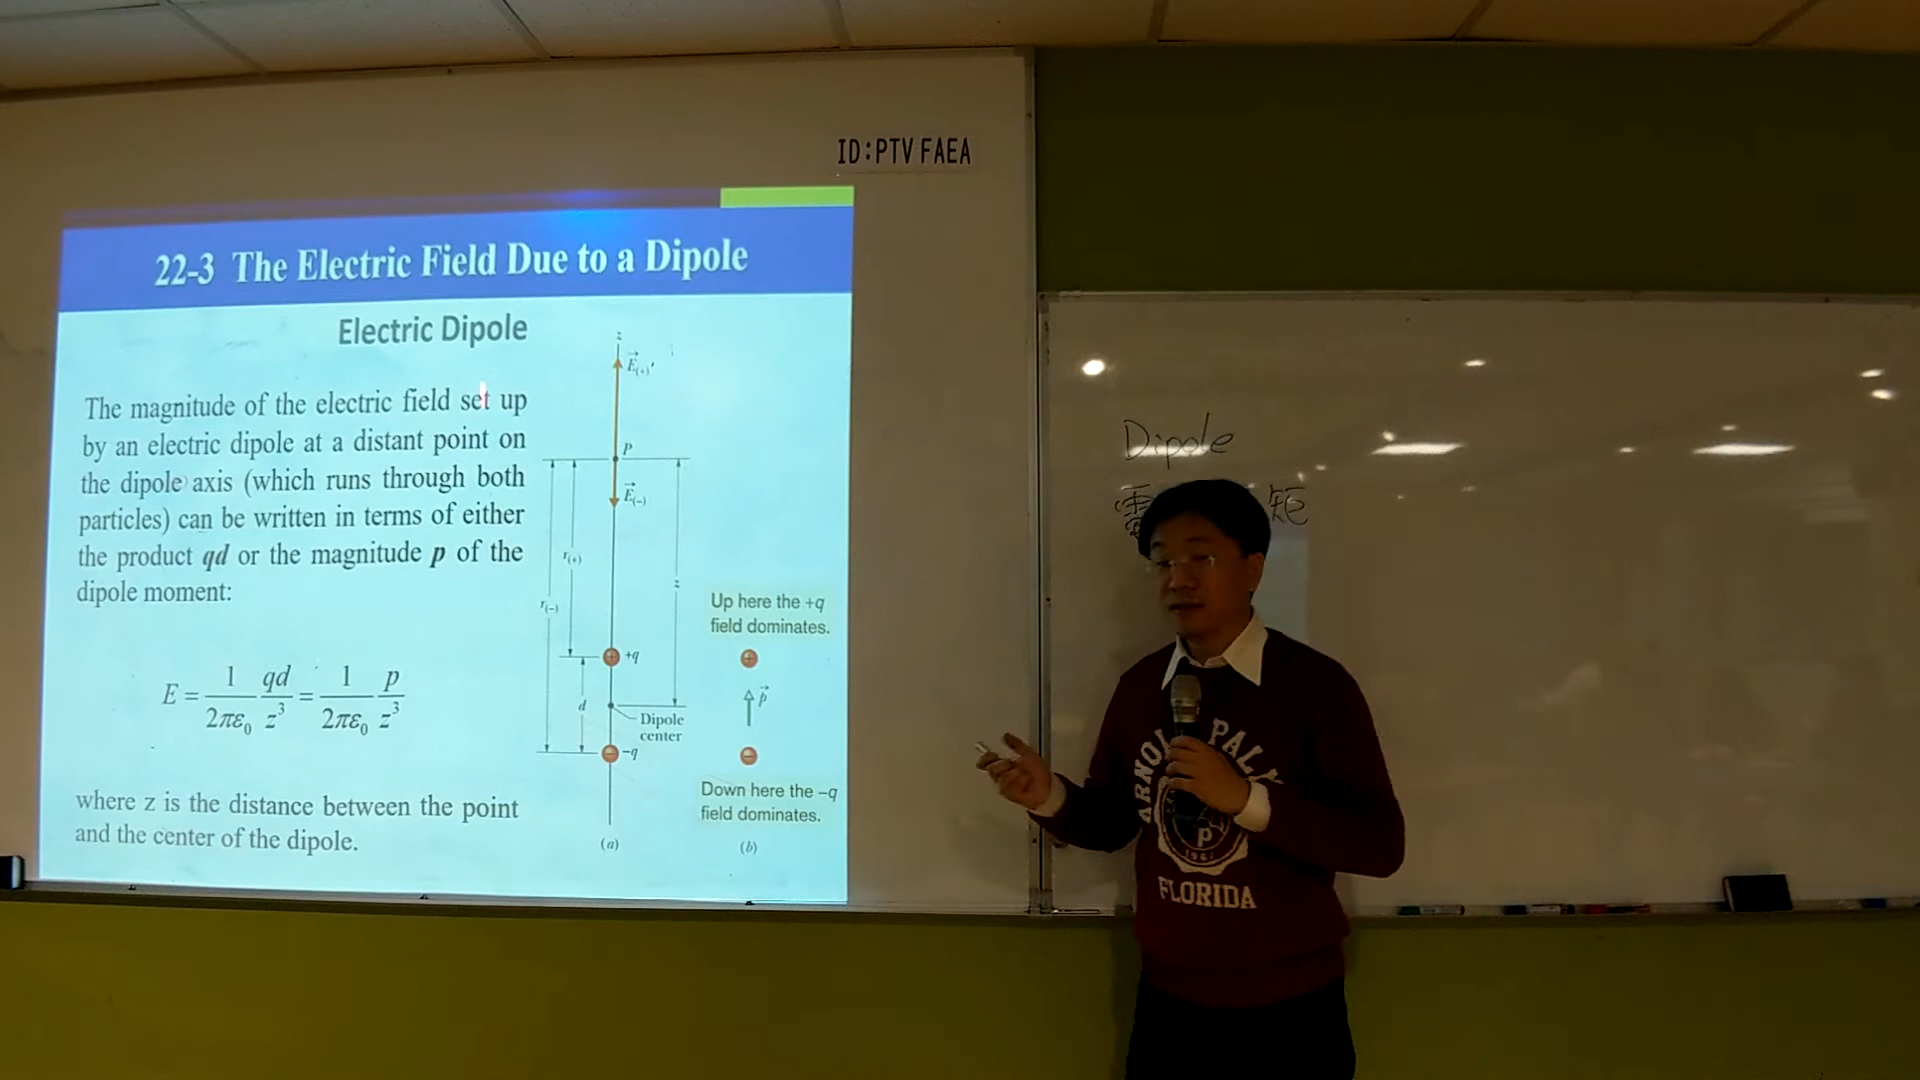 ID:PTV FAEA
22-3 The Electric Field Due to a Dipole
Electric Dipole
The magnitude of the electric field set up
by an electric dipole at a distant point on
the dipole axis (which runs through both
particles) can be written in terms of either
the product qd or the magnitude p of the
dipole moment:
E = 1/2πε₀ qd/z³ = 1/2πε₀ p/z³
where z is the distance between the point
and the center of the dipole.
z
E(+)
P
E(−)
r(+)
r(−)
z
+q
d
Dipole
center
−q
(a)
Up here the +q
field dominates.
+
p
−
Down here the −q
field dominates.
(b)
Dipole
矩
PALM
FLORIDA
P